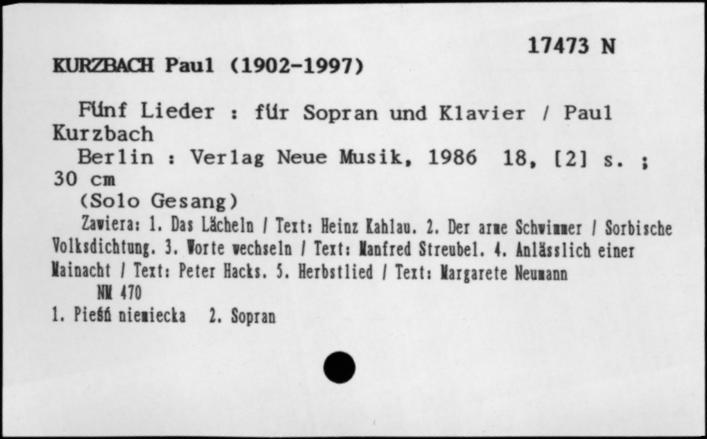 17473 N
KURZBACH Paul (1902-1997)
Fünf Lieder : für Sopran und Klavier / Paul
Kurzbach
Berlin : Verlag Neue Musik, 1986 18, [2] s. ;
30 cm
(Solo Gesang)
Zawiera: 1. Das Lächeln / Text: Heinz Kahlau. 2. Der arme Schwimmer / Sorbische
Volksdichtung. 3. Worte wechseln / Text: Manfred Streubel. 4. Anlässlich einer
Mainacht / Text: Peter Hacks. 5. Herbstlied / Text: Margarete Neumann
NM 470
1. Pieśń niemiecka 2. Sopran